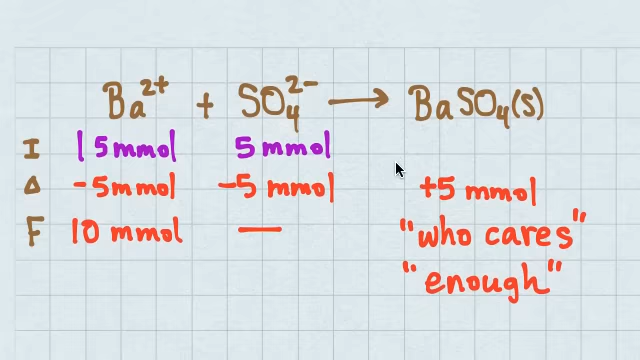 Ba²⁺ + SO₄²⁻ → BaSO₄(s)
I 15 mmol 5 mmol
Δ -5 mmol -5 mmol +5 mmol
F 10 mmol — "who cares"
"enough"